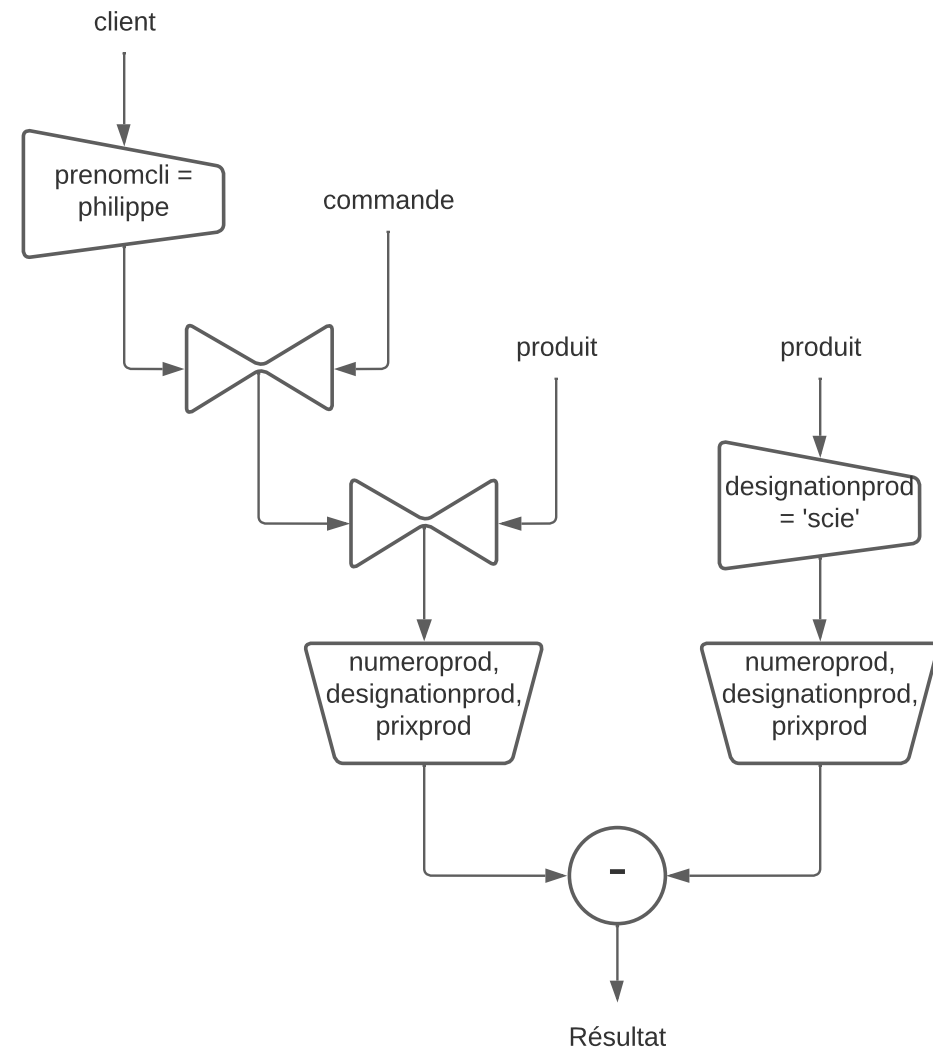 client
prenomcli =
philippe
commande
produit
produit
designationprod
= 'scie'
numeroprod,
designationprod,
prixprod
numeroprod,
designationprod,
prixprod
-
Résultat